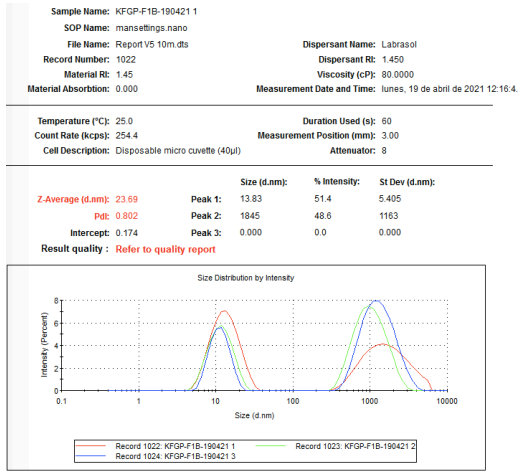 Sample Name: KFGP-F1B-190421 1
SOP Name: mansettings.nano
File Name: Report V5 10m.dts Dispersant Name: Labrasol
Record Number: 1022 Dispersant RI: 1.450
Material RI: 1.45 Viscosity (cP): 80.0000
Material Absorbtion: 0.000 Measurement Date and Time: lunes, 19 de abril de 2021 12:16:4
Temperature (°C): 25.0 Duration Used (s): 60
Count Rate (kcps): 254.4 Measurement Position (mm): 3.00
Cell Description: Disposable micro cuvette (40µl) Attenuator: 8
Size (d.nm): % Intensity: St Dev (d.nm):
Z-Average (d.nm): 23.69 Peak 1: 13.83 51.4 5.405
PdI: 0.802 Peak 2: 1845 48.6 1163
Intercept: 0.174 Peak 3: 0.000 0.0 0.000
Result quality : Refer to quality report
Size Distribution by Intensity
Intensity (Percent)
8
6
4
2
0
0.1 1 10 100 1000 10000
Size (d.nm)
Record 1022: KFGP-F1B-190421 1 Record 1023: KFGP-F1B-190421 2
Record 1024: KFGP-F1B-190421 3